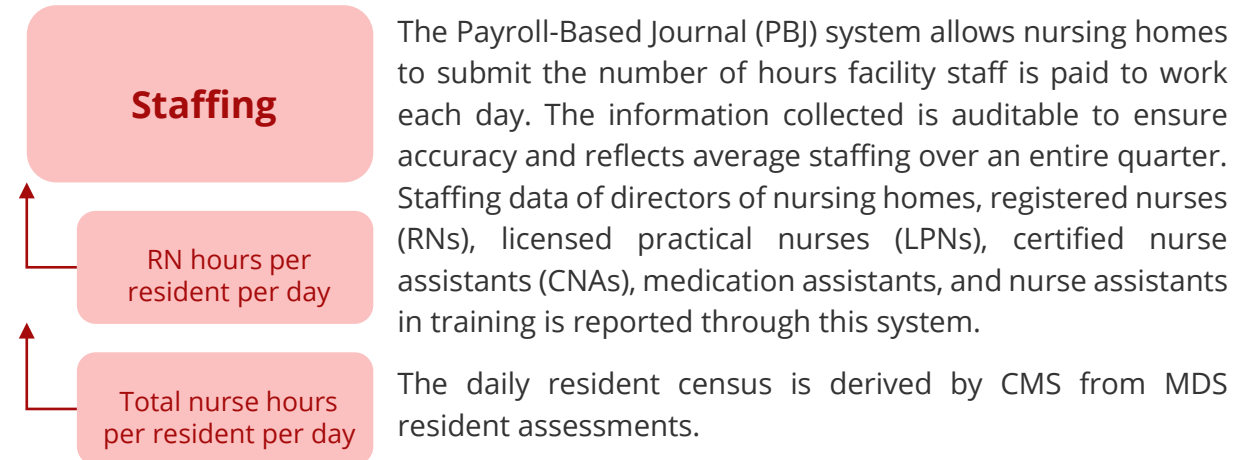 Staffing
RN hours per
resident per day
Total nurse hours
per resident per day
The Payroll-Based Journal (PBJ) system allows nursing homes
to submit the number of hours facility staff is paid to work
each day. The information collected is auditable to ensure
accuracy and reflects average staffing over an entire quarter.
Staffing data of directors of nursing homes, registered nurses
(RNs), licensed practical nurses (LPNs), certified nurse
assistants (CNAs), medication assistants, and nurse assistants
in training is reported through this system.
The daily resident census is derived by CMS from MDS
resident assessments.